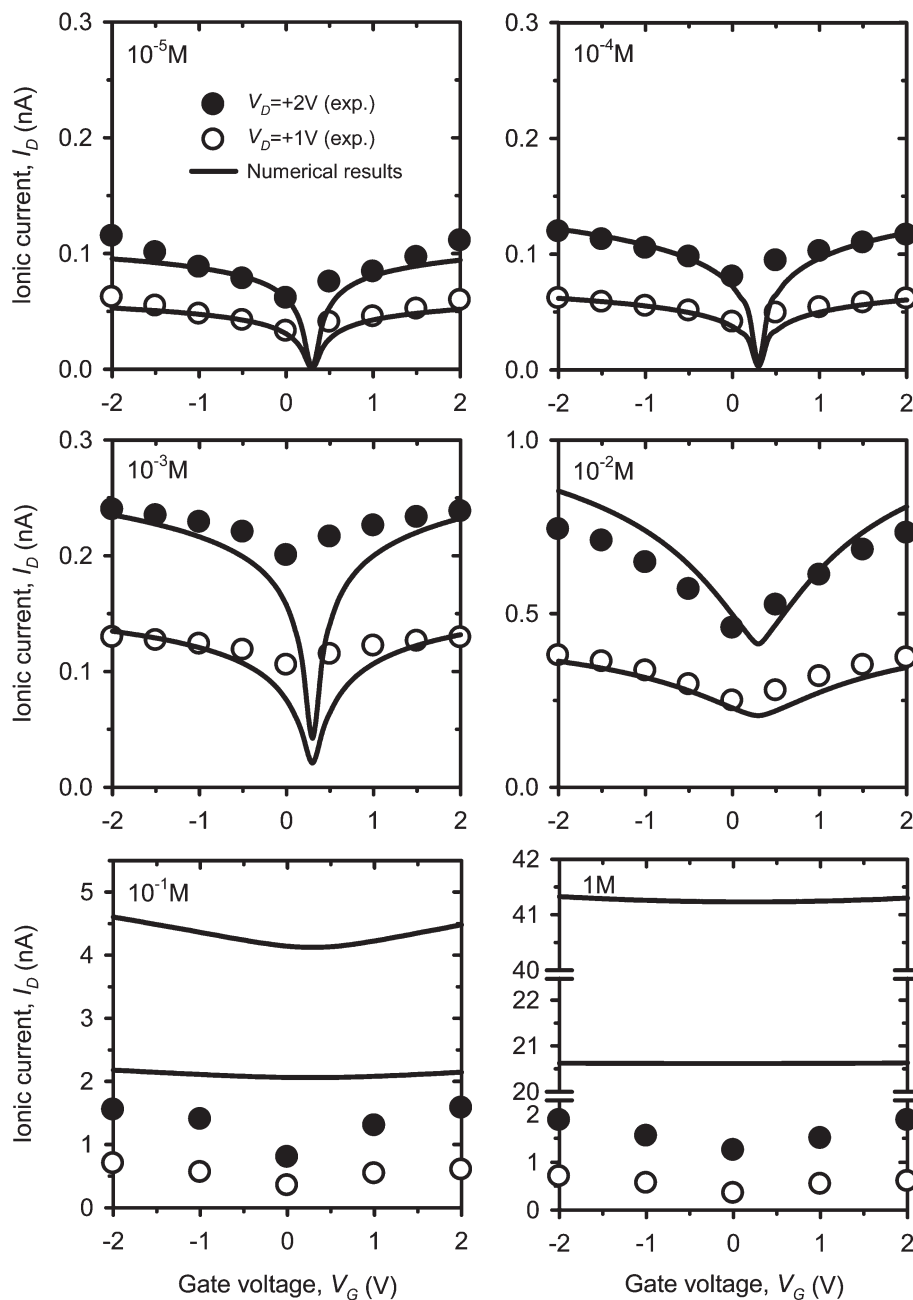 10⁻⁵M
V_D=+2V (exp.)
V_D=+1V (exp.)
Numerical results
Ionic current, I_D (nA)
0.3
0.2
0.1
0.0
-2 -1 0 1 2
10⁻⁴M
0.3
0.2
0.1
0.0
-2 -1 0 1 2
10⁻³M
Ionic current, I_D (nA)
0.3
0.2
0.1
0.0
-2 -1 0 1 2
10⁻²M
1.0
0.5
0.0
-2 -1 0 1 2
10⁻¹M
Ionic current, I_D (nA)
5
4
3
2
1
0
-2 -1 0 1 2
Gate voltage, V_G (V)
1M
Ionic current, I_D (nA)
42
41
40
22
21
20
2
1
0
-2 -1 0 1 2
Gate voltage, V_G (V)